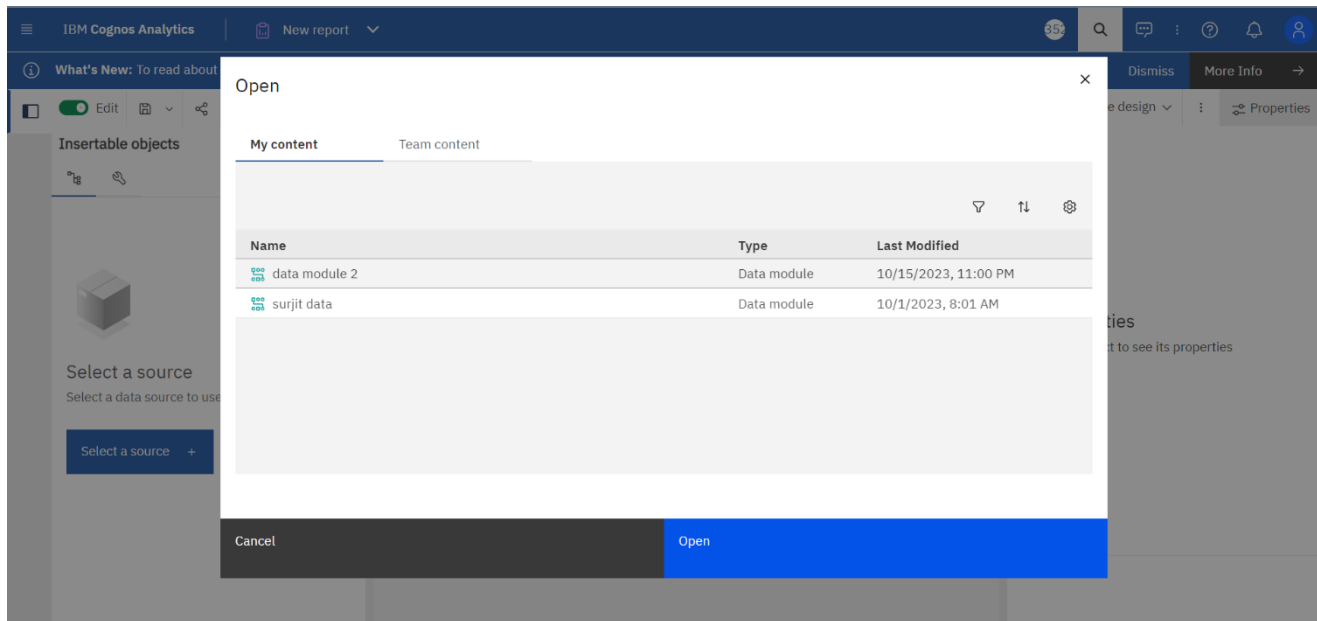 IBM Cognos Analytics New report 352
What's New: To read about Dismiss More Info
Open
Edit e design Properties
Insertable objects
My content Team content
Name Type Last Modified
data module 2 Data module 10/15/2023, 11:00 PM
surjit data Data module 10/1/2023, 8:01 AM
ties
ct to see its properties
Select a source
Select a data source to use
Select a source +
Cancel Open